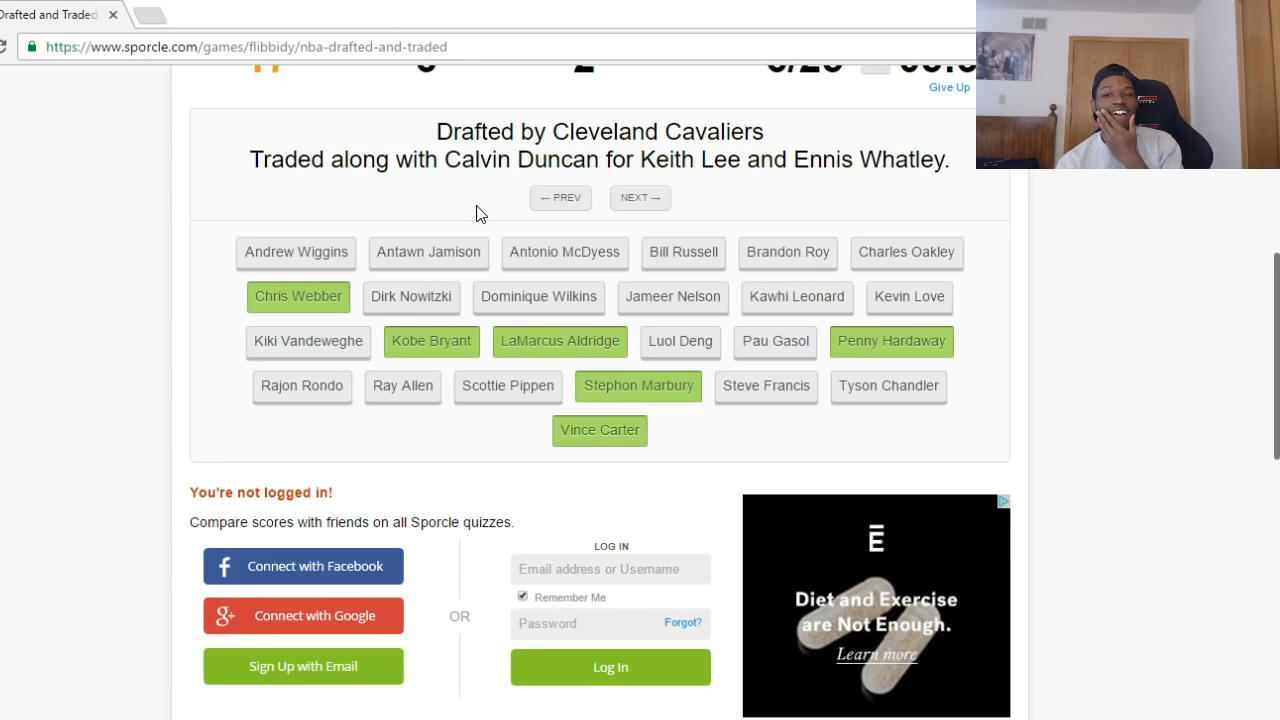 Drafted and Traded
https://www.sporcle.com/games/flibbidy/nba-drafted-and-traded
Give Up
Drafted by Cleveland Cavaliers
Traded along with Calvin Duncan for Keith Lee and Ennis Whatley.
← PREV NEXT →
Andrew Wiggins Antawn Jamison Antonio McDyess Bill Russell Brandon Roy Charles Oakley
Chris Webber Dirk Nowitzki Dominique Wilkins Jameer Nelson Kawhi Leonard Kevin Love
Kiki Vandeweghe Kobe Bryant LaMarcus Aldridge Luol Deng Pau Gasol Penny Hardaway
Rajon Rondo Ray Allen Scottie Pippen Stephon Marbury Steve Francis Tyson Chandler
Vince Carter
You're not logged in!
Compare scores with friends on all Sporcle quizzes.
Connect with Facebook
Connect with Google
Sign Up with Email
OR
LOG IN
Email address or Username
Remember Me
Password Forgot?
Log In
Ē
Diet and Exercise
are Not Enough.
Learn more